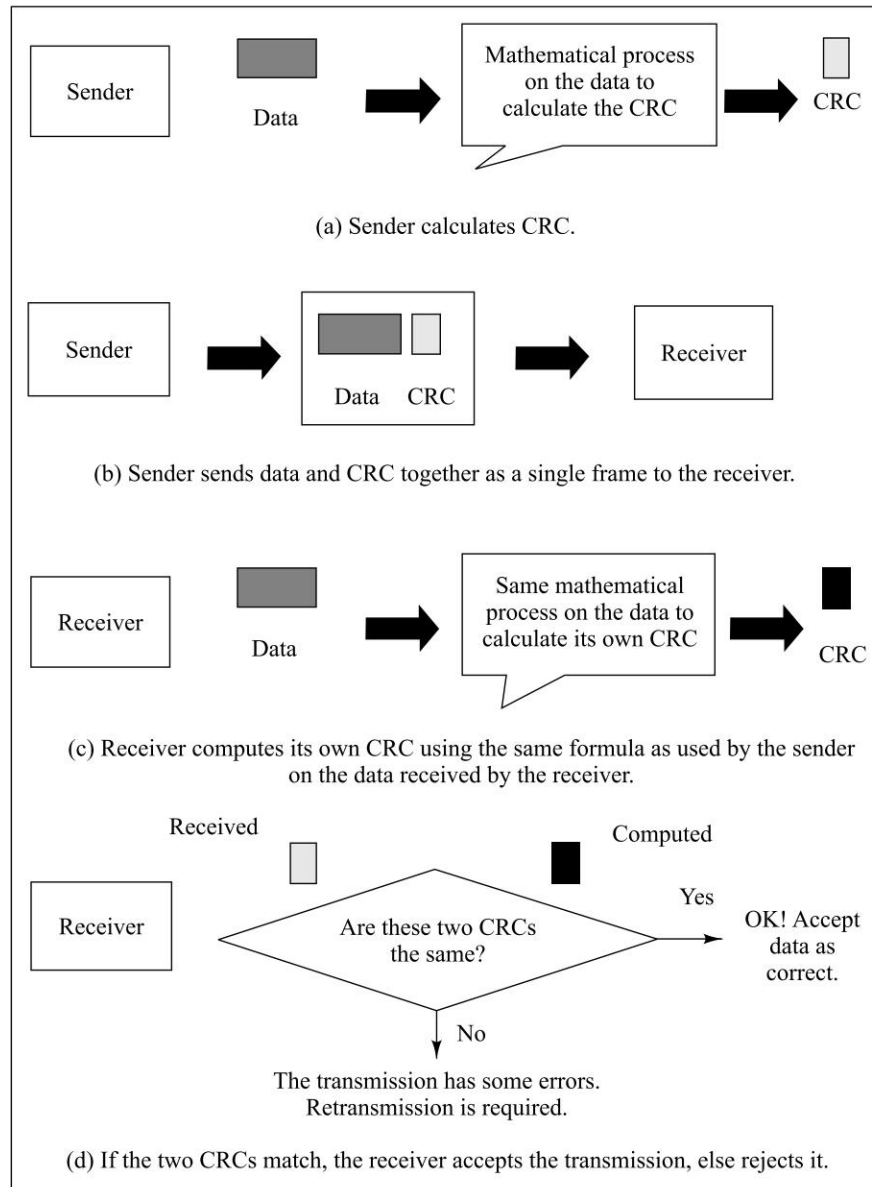 Sender
Data
Mathematical process
on the data to
calculate the CRC
CRC
(a) Sender calculates CRC.
Sender
Data
CRC
Receiver
(b) Sender sends data and CRC together as a single frame to the receiver.
Receiver
Data
Same mathematical
process on the data to
calculate its own CRC
CRC
(c) Receiver computes its own CRC using the same formula as used by the sender
on the data received by the receiver.
Received
Computed
Receiver
Are these two CRCs
the same?
Yes
OK! Accept
data as
correct.
No
The transmission has some errors.
Retransmission is required.
(d) If the two CRCs match, the receiver accepts the transmission, else rejects it.